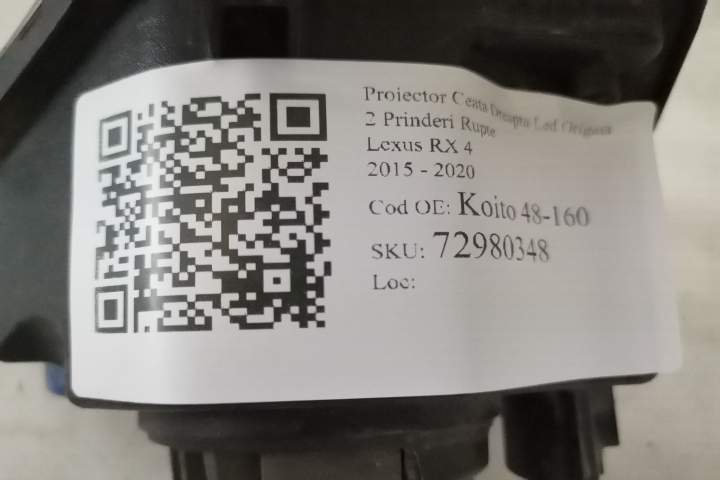 Proiector Ceata Dreapta Led Originala
2 Prinderi Rupte
Lexus RX 4
2015 - 2020
Cod OE: Koito 48-160
SKU: 72980348
Loc: